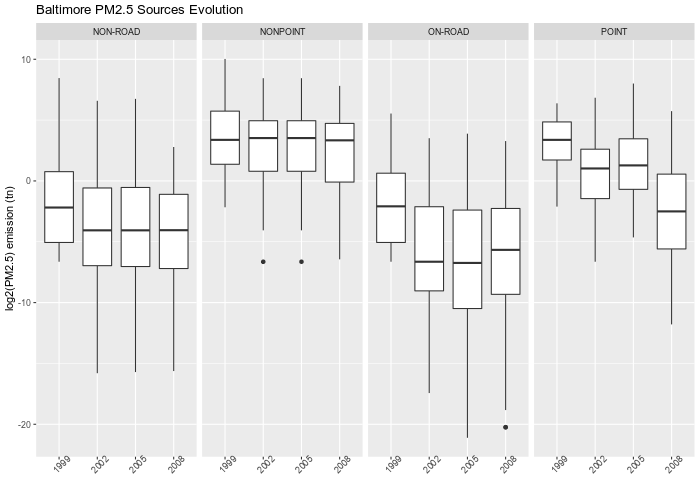 Baltimore PM2.5 Sources Evolution
NON-ROAD NONPOINT ON-ROAD POINT
log2(PM2.5) emission (tn)
10
0
-10
-20
1999 2002 2005 2008 1999 2002 2005 2008 1999 2002 2005 2008 1999 2002 2005 2008